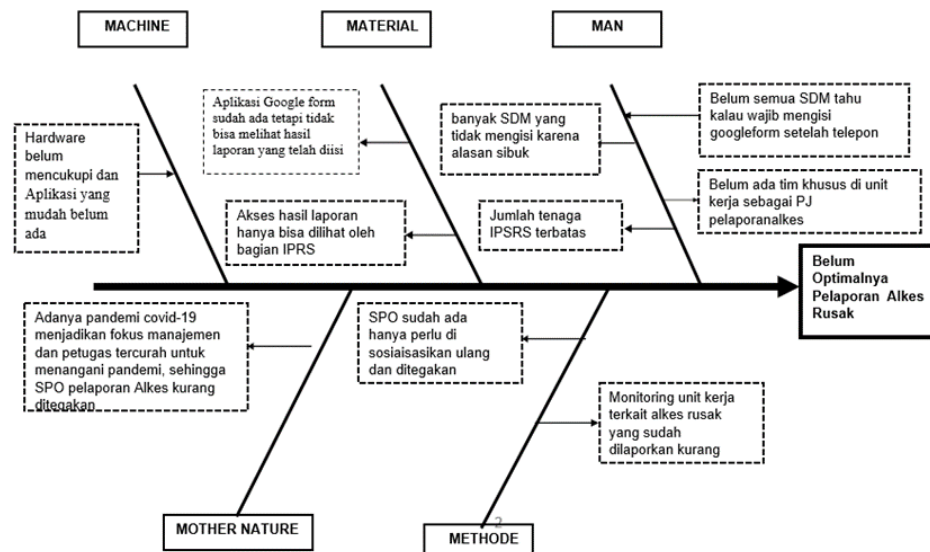 MACHINE
MATERIAL
MAN
Hardware
belum
mencukupi dan
Aplikasi yang
mudah belum
ada
Aplikasi Google form
sudah ada tetapi tidak
bisa melihat hasil
laporan yang telah diisi
Akses hasil laporan
hanya bisa dilihat oleh
bagian IPRS
banyak SDM yang
tidak mengisi karena
alasan sibuk
Jumlah tenaga
IPSRS terbatas
Belum semua SDM tahu
kalau wajib mengisi
googleform setelah telepon
Belum ada tim khusus di unit
kerja sebagai PJ
pelaporanalkes
Belum
Optimalnya
Pelaporan Alkes
Rusak
Adanya pandemi covid-19
menjadikan fokus manajemen
dan petugas tercurah untuk
menangani pandemi, sehingga
SPO pelaporan Alkes kurang
ditegakan
SPO sudah ada
hanya perlu di
sosiaisasikan ulang
dan ditegakan
Monitoring unit kerja
terkait alkes rusak
yang sudah
dilaporkan kurang
MOTHER NATURE
2
METHODE